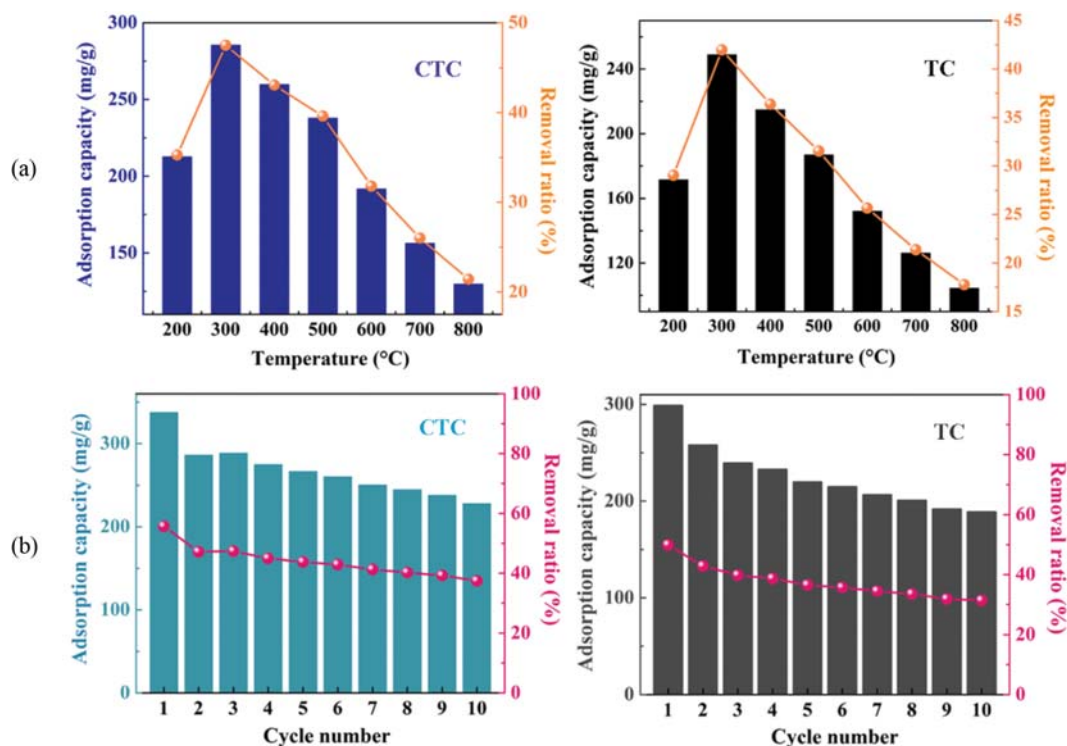 (a)
Adsorption capacity (mg/g)
300
250
200
150
CTC
50
40
30
20
Removal ratio (%)
200 300 400 500 600 700 800
Temperature (°C)
Adsorption capacity (mg/g)
240
200
160
120
TC
45
40
35
30
25
20
15
Removal ratio (%)
200 300 400 500 600 700 800
Temperature (°C)
(b)
Adsorption capacity (mg/g)
300
200
100
0
CTC
100
80
60
40
20
0
Removal ratio (%)
1 2 3 4 5 6 7 8 9 10
Cycle number
Adsorption capacity (mg/g)
300
200
100
0
TC
100
80
60
40
20
0
Removal ratio (%)
1 2 3 4 5 6 7 8 9 10
Cycle number